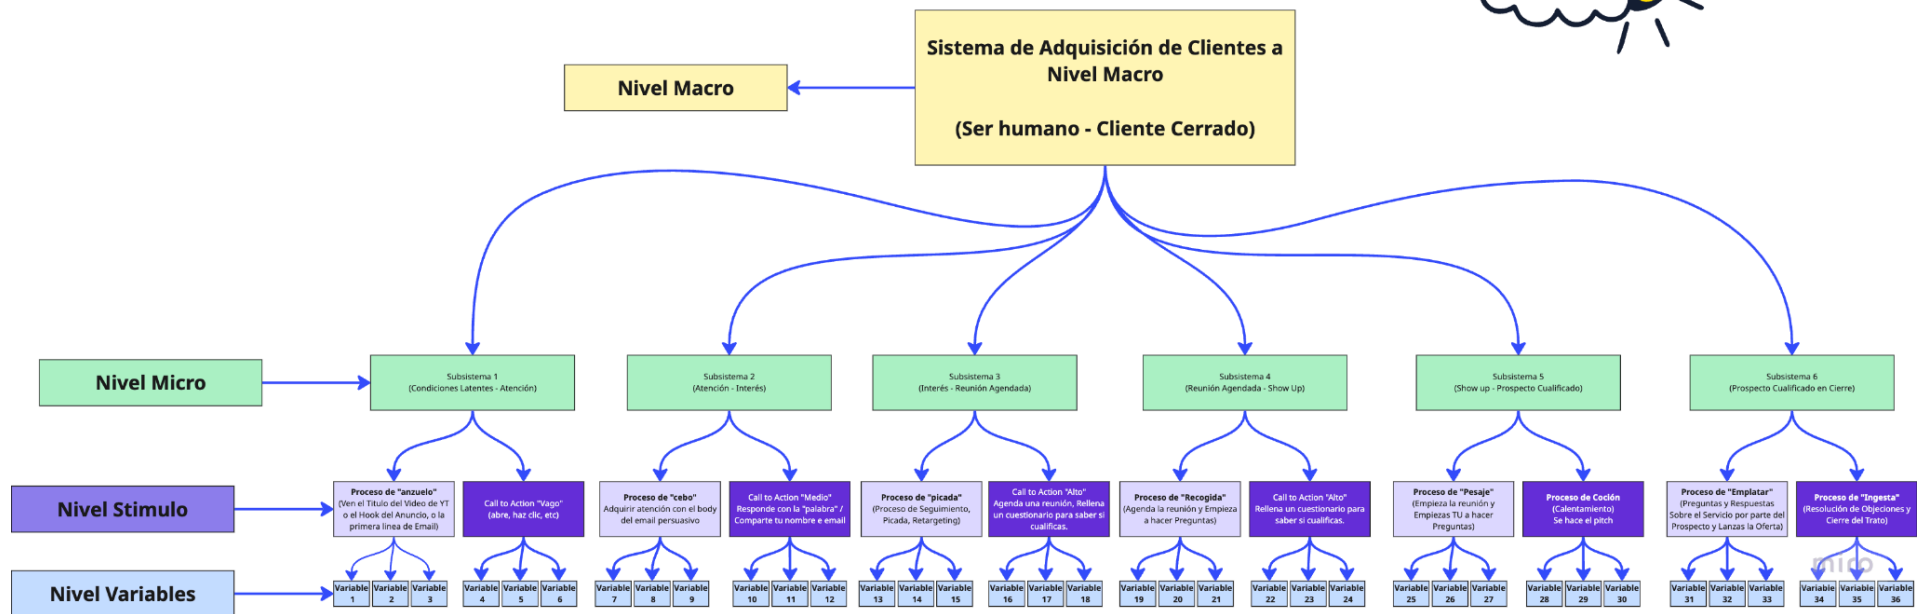 Sistema de Adquisición de Clientes a
Nivel Macro
(Ser humano - Cliente Cerrado)
Nivel Macro
Nivel Micro
Subsistema 1
(Condiciones Latentes - Atención)
Subsistema 2
(Atención - Interés)
Subsistema 3
(Interés - Reunión Agendada)
Subsistema 4
(Reunión Agendada - Show Up)
Subsistema 5
(Show up - Prospecto Cualificado)
Subsistema 6
(Prospecto Cualificado en Cierre)
Nivel Stimulo
Proceso de "anzuelo"
(Ven el Titulo del Video de YT
o el Hook del Anuncio, o la
primera linea de Email)
Call to Action "Vago"
(abre, haz clic, etc)
Proceso de "cebo"
Adquirir atención con el body
del email persuasivo
Call to Action "Medio"
Responde con la "palabra" /
Comparte tu nombre e email
Proceso de "picada"
(Proceso de Seguimiento,
Picada, Retargeting)
Call to Action "Alto"
Agenda una reunión, Rellena
un cuestionario para saber si
cualificas.
Proceso de "Recogida"
(Agenda la reunión y Empieza
a hacer Preguntas)
Call to Action "Alto"
Rellena un cuestionario para
saber si cualificas.
Proceso de "Pesaje"
(Empieza la reunión y
Empiezas TU a hacer
Preguntas)
Proceso de Coción
(Calentamiento)
Se hace el pitch
Proceso de "Emplatar"
(Preguntas y Respuestas
Sobre el Servicio por parte del
Prospecto y Lanzas la Oferta)
Proceso de "Ingesta"
(Resolución de Objeciones y
Cierre del Trato)
miro
Nivel Variables
Variable
1
Variable
2
Variable
3
Variable
4
Variable
5
Variable
6
Variable
7
Variable
8
Variable
9
Variable
10
Variable
11
Variable
12
Variable
13
Variable
14
Variable
15
Variable
16
Variable
17
Variable
18
Variable
19
Variable
20
Variable
21
Variable
22
Variable
23
Variable
24
Variable
25
Variable
26
Variable
27
Variable
28
Variable
29
Variable
30
Variable
31
Variable
32
Variable
33
Variable
34
Variable
35
Variable
36